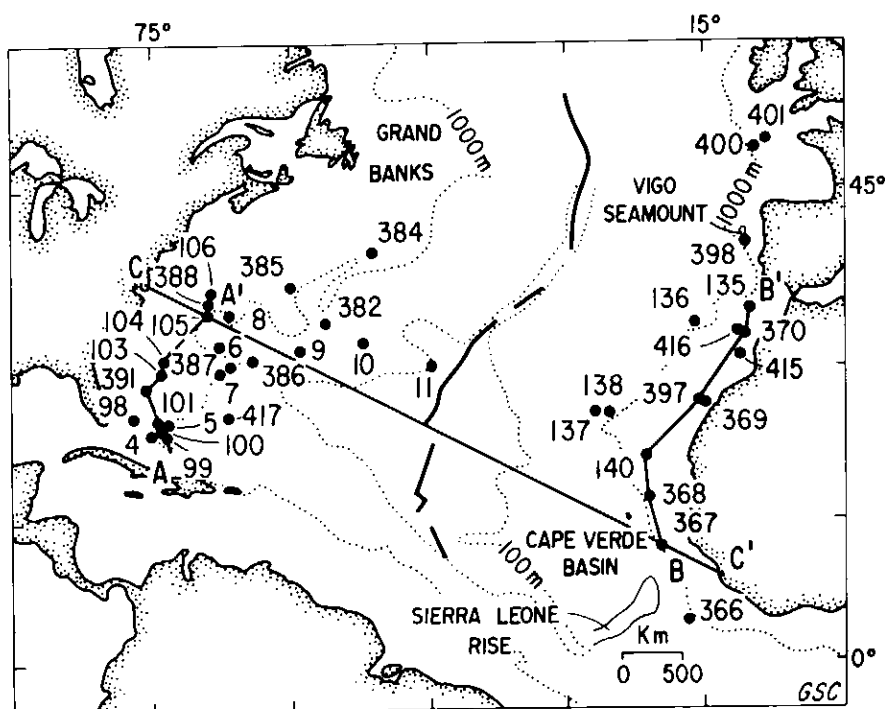 75°
15°
GRAND
BANKS
1000m
401
400
45°
VIGO
SEAMOUNT
1000m
384
398
106
385
C
388
A'
135
B'
382
136
104
105
8
370
103
6
416
387
9
10
415
391
386
11
7
138
397
98
101
5
417
137
369
4
100
140
99
A
368
367
CAPE VERDE
BASIN
B
C'
100m
366
SIERRA LEONE
RISE
Km
0 500
0°
GSC